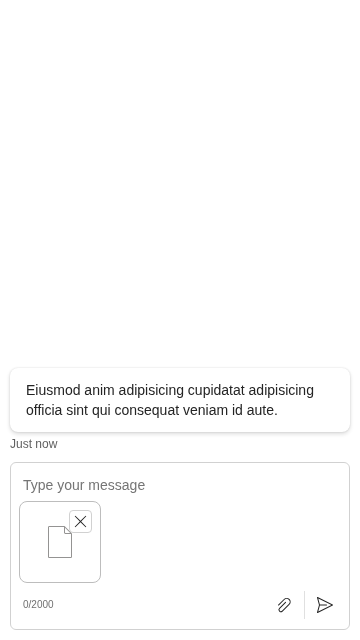 Eiusmod anim adipisicing cupidatat adipisicing
officia sint qui consequat veniam id aute.
Just now
Type your message
0/2000